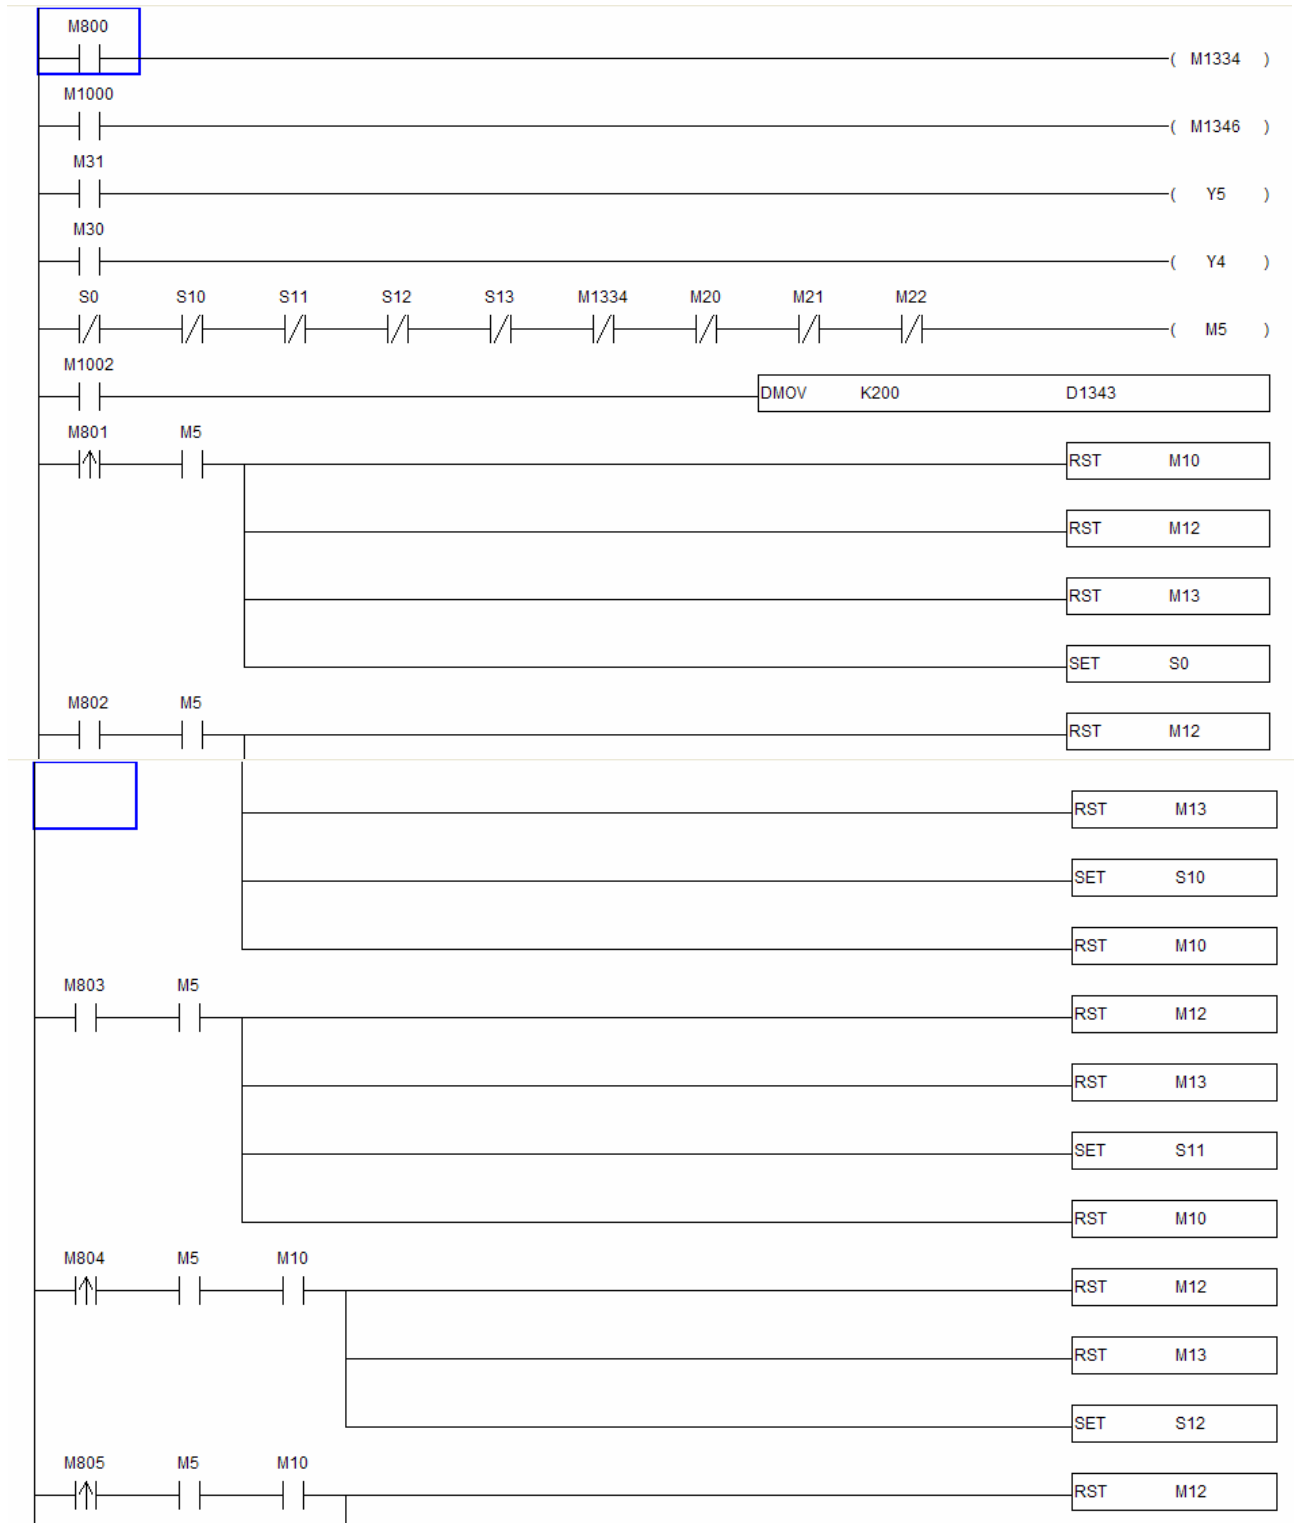 M800
( M1334 )
M1000
( M1346 )
M31
( Y5 )
M30
( Y4 )
S0 S10 S11 S12 S13 M1334 M20 M21 M22
( M5 )
M1002
DMOV K200 D1343
M801 M5
RST M10
RST M12
RST M13
SET S0
M802 M5
RST M12
RST M13
SET S10
RST M10
M803 M5
RST M12
RST M13
SET S11
RST M10
M804 M5 M10
RST M12
RST M13
SET S12
M805 M5 M10
RST M12